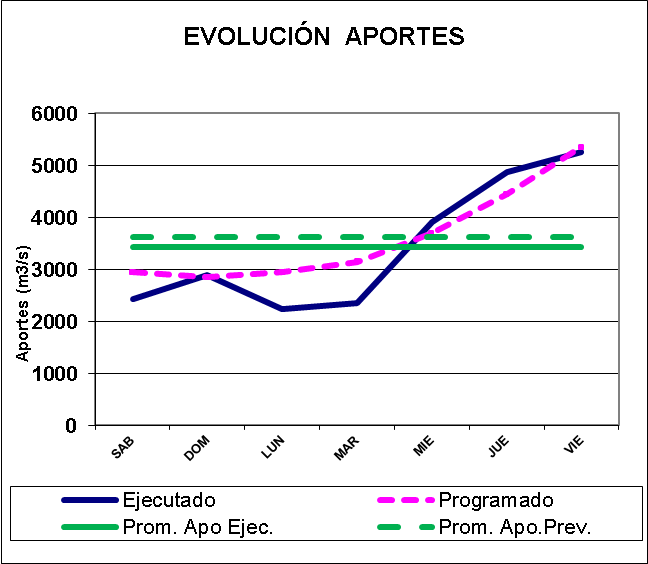 EVOLUCIÓN APORTES
6000
5000
4000
3000
2000
1000
0
Aportes (m3/s)
SAB DOM LUN MAR MIE JUE VIE
Ejecutado Programado
Prom. Apo Ejec. Prom. Apo.Prev.